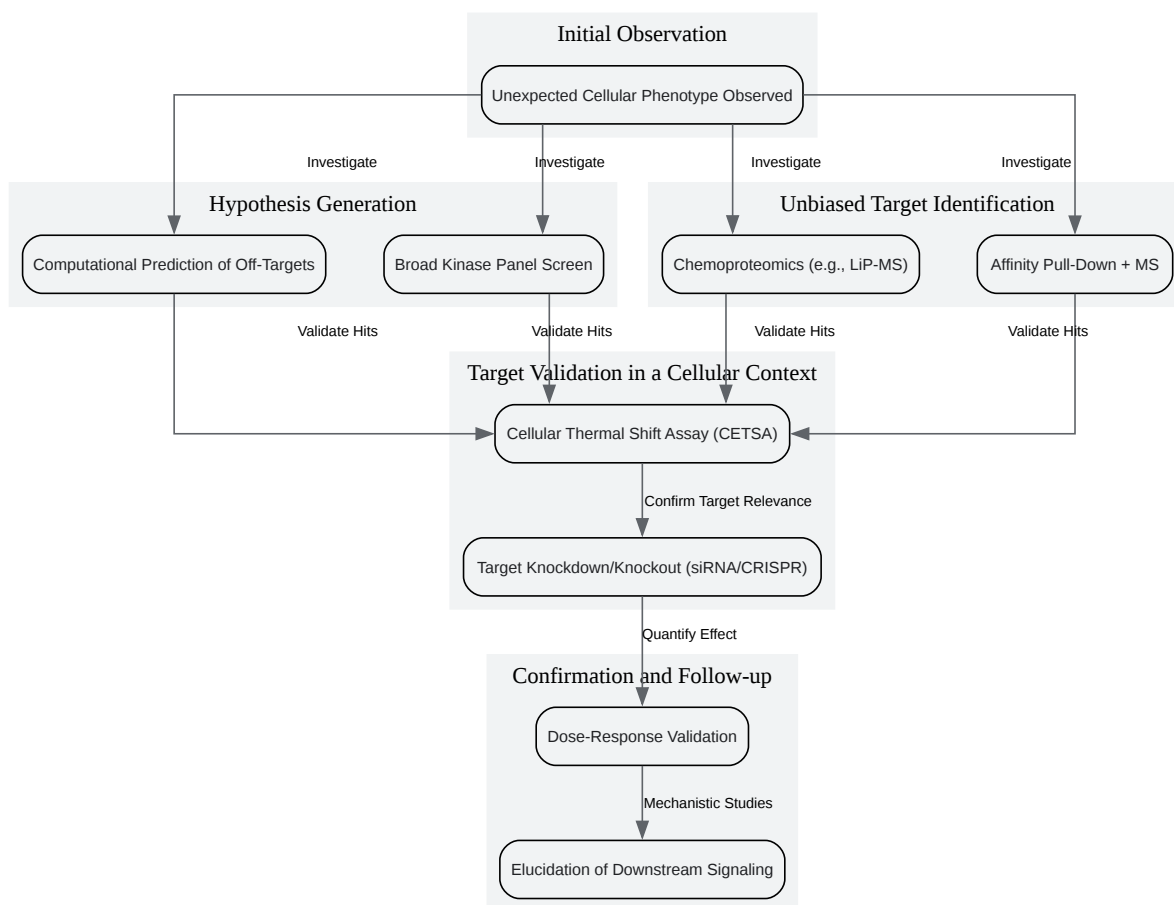 Initial Observation
Unexpected Cellular Phenotype Observed
Investigate
Investigate
Investigate
Investigate
Hypothesis Generation
Unbiased Target Identification
Computational Prediction of Off-Targets
Broad Kinase Panel Screen
Chemoproteomics (e.g., LiP-MS)
Affinity Pull-Down + MS
Validate Hits
Validate Hits
Validate Hits
Validate Hits
Target Validation in a Cellular Context
Cellular Thermal Shift Assay (CETSA)
Confirm Target Relevance
Target Knockdown/Knockout (siRNA/CRISPR)
Quantify Effect
Confirmation and Follow-up
Dose-Response Validation
Mechanistic Studies
Elucidation of Downstream Signaling